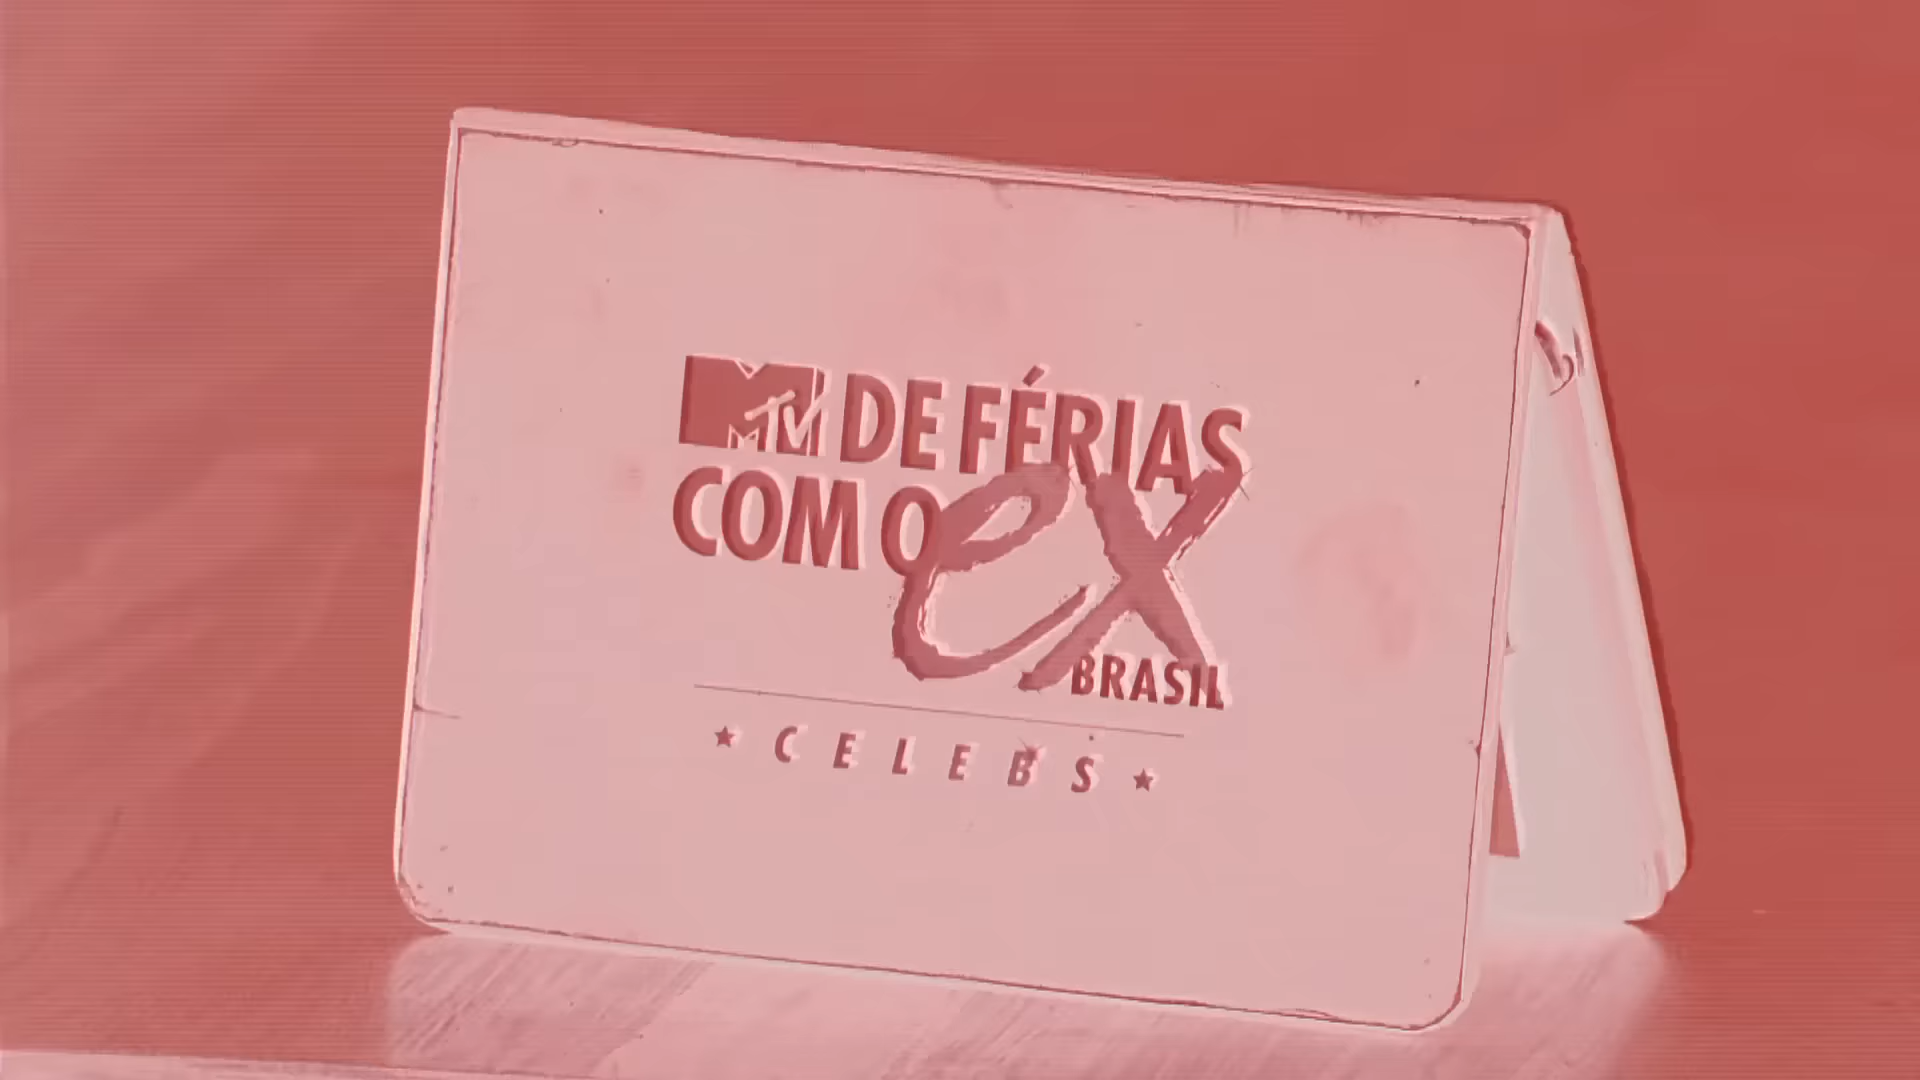 MTV DE FÉRIAS
COM O ex
BRASIL
★ CELEBS ★